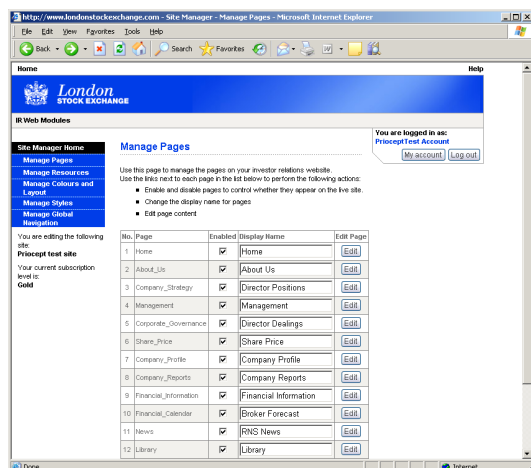 http://www.londonstockexchange.com - Site Manager - Manage Pages - Microsoft Internet Explorer
File Edit View Favorites Tools Help
Back Search Favorites
Home Help
London
STOCK EXCHANGE
IR Web Modules
You are logged in as:
PrioceptTest Account
My account Log out
Site Manager Home
Manage Pages
Manage Resources
Manage Colours and
Layout
Manage Styles
Manage Global
Navigation
You are editing the following
site:
Priocept test site
Your current subscription
level is:
Gold
Manage Pages
Use this page to manage the pages on your investor relations website.
Use the links next to each page in the list below to perform the following actions:
Enable and disable pages to control whether they appear on the live site.
Change the display name for pages
Edit page content
No. Page Enabled Display Name Edit Page
1 Home Home Edit
2 About_Us About Us Edit
3 Company_Strategy Director Positions Edit
4 Management Management Edit
5 Corporate_Governance Director Dealings Edit
6 Share_Price Share Price Edit
7 Company_Profile Company Profile Edit
8 Company_Reports Company Reports Edit
9 Financial_Information Financial Information Edit
10 Financial_Calendar Broker Forecast Edit
11 News RNS News Edit
12 Library Library Edit
Done Internet